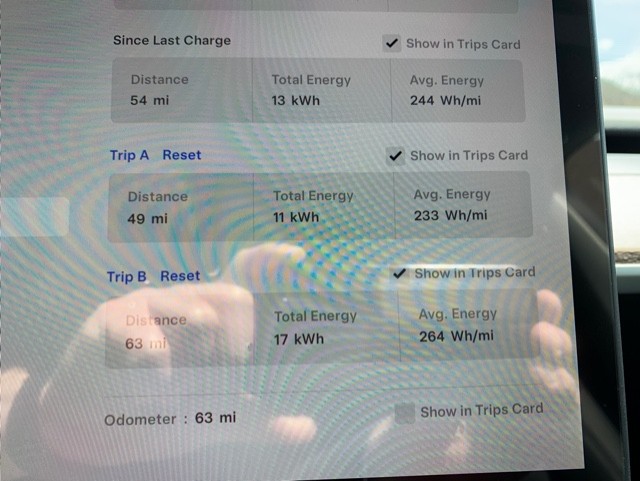 Since Last Charge Show in Trips Card
Distance Total Energy Avg. Energy
54 mi 13 kWh 244 Wh/mi
Trip A Reset Show in Trips Card
Distance Total Energy Avg. Energy
49 mi 11 kWh 233 Wh/mi
Trip B Reset Show in Trips Card
Distance Total Energy Avg. Energy
63 mi 17 kWh 264 Wh/mi
Odometer : 63 mi Show in Trips Card